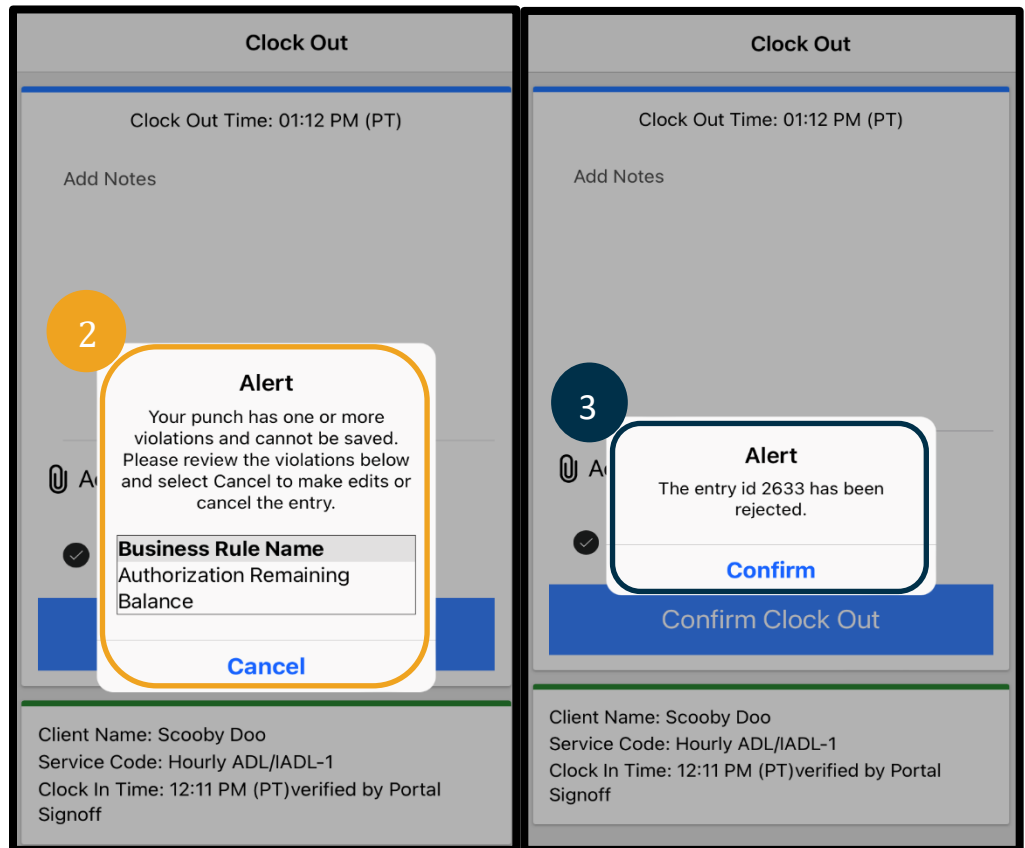 Clock Out
Clock Out Time: 01:12 PM (PT)
Add Notes
2
Alert
Your punch has one or more
violations and cannot be saved.
Please review the violations below
and select Cancel to make edits or
cancel the entry.
Business Rule Name
Authorization Remaining
Balance
Cancel
Client Name: Scooby Doo
Service Code: Hourly ADL/IADL-1
Clock In Time: 12:11 PM (PT)verified by Portal
Signoff
Clock Out
Clock Out Time: 01:12 PM (PT)
Add Notes
3
Alert
The entry id 2633 has been
rejected.
Confirm
Confirm Clock Out
Client Name: Scooby Doo
Service Code: Hourly ADL/IADL-1
Clock In Time: 12:11 PM (PT)verified by Portal
Signoff